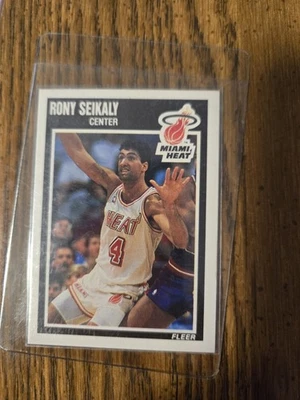 RONY SEIKALY
CENTER
MIAMI
HEAT
HEAT
4
FLEER